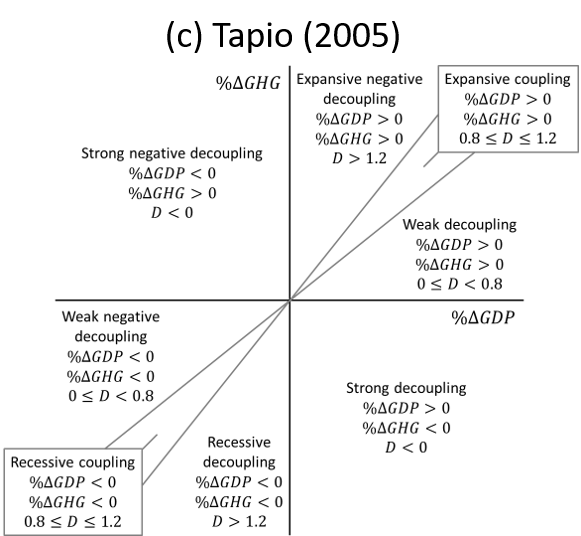 (c) Tapio (2005)
%ΔGHG
Expansive negative
decoupling
%ΔGDP > 0
%ΔGHG > 0
D > 1.2
Expansive coupling
%ΔGDP > 0
%ΔGHG > 0
0.8 ≤ D ≤ 1.2
Strong negative decoupling
%ΔGDP < 0
%ΔGHG > 0
D < 0
Weak decoupling
%ΔGDP > 0
%ΔGHG > 0
0 ≤ D < 0.8
%ΔGDP
Weak negative
decoupling
%ΔGDP < 0
%ΔGHG < 0
0 ≤ D < 0.8
Strong decoupling
%ΔGDP > 0
%ΔGHG < 0
D < 0
Recessive coupling
%ΔGDP < 0
%ΔGHG < 0
0.8 ≤ D ≤ 1.2
Recessive
decoupling
%ΔGDP < 0
%ΔGHG < 0
D > 1.2